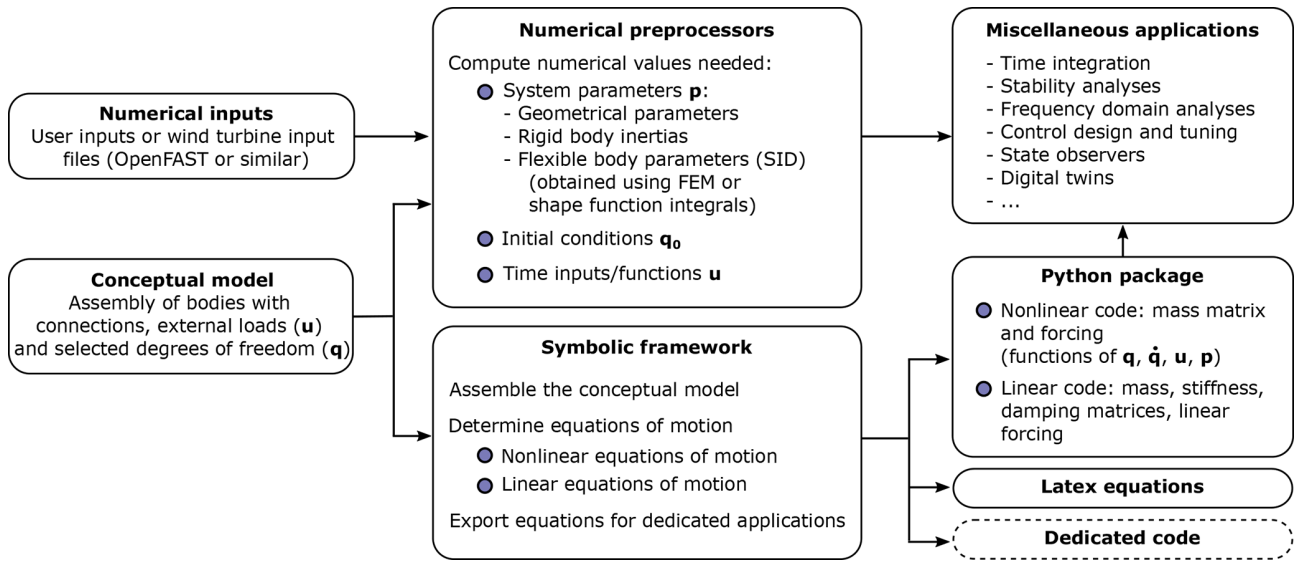 Numerical inputs
User inputs or wind turbine input
files (OpenFAST or similar)
Conceptual model
Assembly of bodies with
connections, external loads (u)
and selected degrees of freedom (q)
Numerical preprocessors
Compute numerical values needed:
System parameters p:
- Geometrical parameters
- Rigid body inertias
- Flexible body parameters (SID)
(obtained using FEM or
shape function integrals)
Initial conditions q₀
Time inputs/functions u
Symbolic framework
Assemble the conceptual model
Determine equations of motion
Nonlinear equations of motion
Linear equations of motion
Export equations for dedicated applications
Miscellaneous applications
- Time integration
- Stability analyses
- Frequency domain analyses
- Control design and tuning
- State observers
- Digital twins
- ...
Python package
Nonlinear code: mass matrix
and forcing
(functions of q, q̇, u, p)
Linear code: mass, stiffness,
damping matrices, linear
forcing
Latex equations
Dedicated code